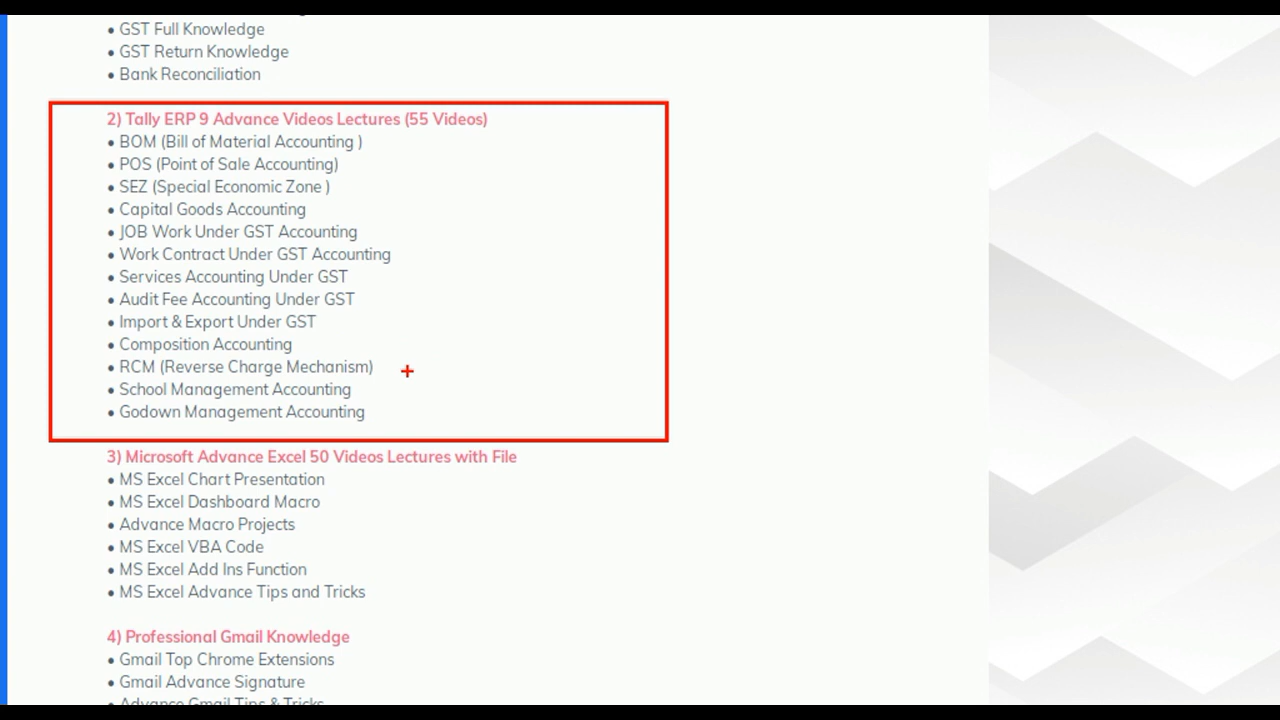 • GST Full Knowledge
• GST Return Knowledge
• Bank Reconciliation
2) Tally ERP 9 Advance Videos Lectures (55 Videos)
• BOM (Bill of Material Accounting )
• POS (Point of Sale Accounting)
• SEZ (Special Economic Zone )
• Capital Goods Accounting
• JOB Work Under GST Accounting
• Work Contract Under GST Accounting
• Services Accounting Under GST
• Audit Fee Accounting Under GST
• Import & Export Under GST
• Composition Accounting
• RCM (Reverse Charge Mechanism)
• School Management Accounting
• Godown Management Accounting
3) Microsoft Advance Excel 50 Videos Lectures with File
• MS Excel Chart Presentation
• MS Excel Dashboard Macro
• Advance Macro Projects
• MS Excel VBA Code
• MS Excel Add Ins Function
• MS Excel Advance Tips and Tricks
4) Professional Gmail Knowledge
• Gmail Top Chrome Extensions
• Gmail Advance Signature
• Advance Gmail Tips & Tricks